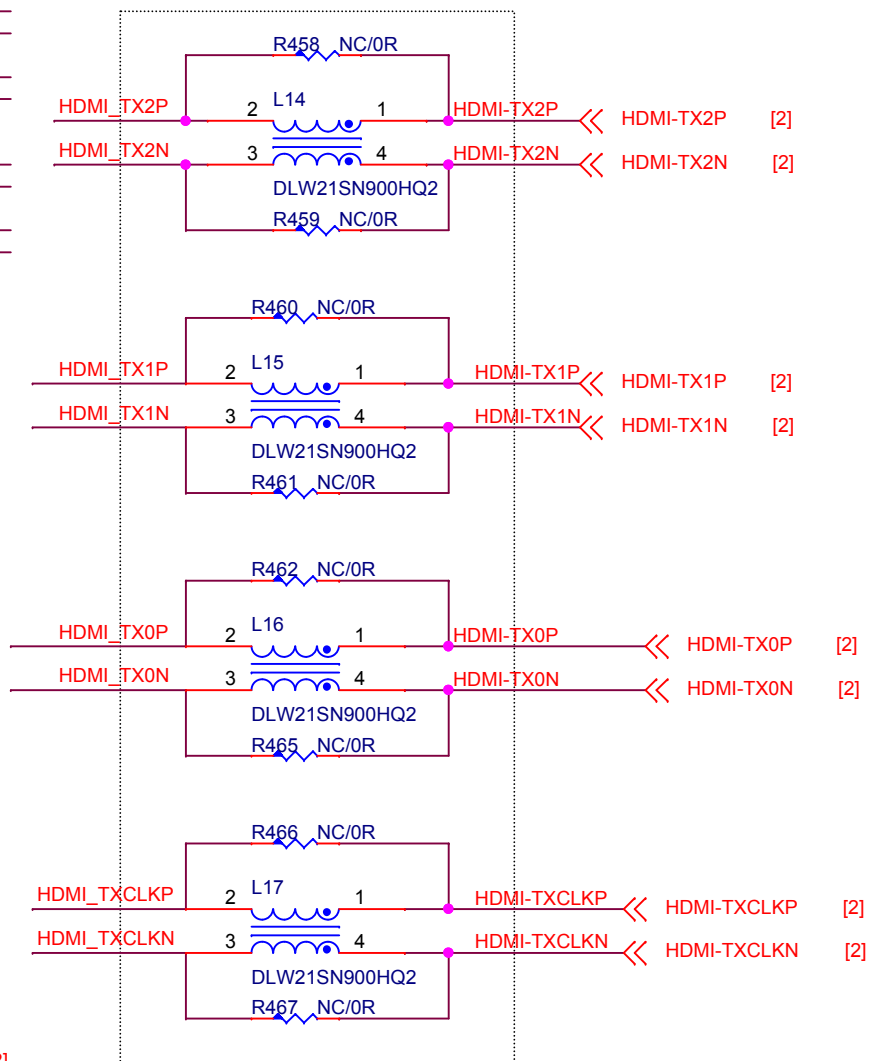 R458 NC/0R
HDMI_TX2P 2 L14 1 HDMI-TX2P HDMI-TX2P [2]
HDMI_TX2N 3 4 HDMI-TX2N HDMI-TX2N [2]
DLW21SN900HQ2
R459 NC/0R
R460 NC/0R
HDMI_TX1P 2 L15 1 HDMI-TX1P HDMI-TX1P [2]
HDMI_TX1N 3 4 HDMI-TX1N HDMI-TX1N [2]
DLW21SN900HQ2
R461 NC/0R
R462 NC/0R
HDMI_TX0P 2 L16 1 HDMI-TX0P HDMI-TX0P [2]
HDMI_TX0N 3 4 HDMI-TX0N HDMI-TX0N [2]
DLW21SN900HQ2
R465 NC/0R
R466 NC/0R
HDMI_TXCLKP 2 L17 1 HDMI-TXCLKP HDMI-TXCLKP [2]
HDMI_TXCLKN 3 4 HDMI-TXCLKN HDMI-TXCLKN [2]
DLW21SN900HQ2
R467 NC/0R